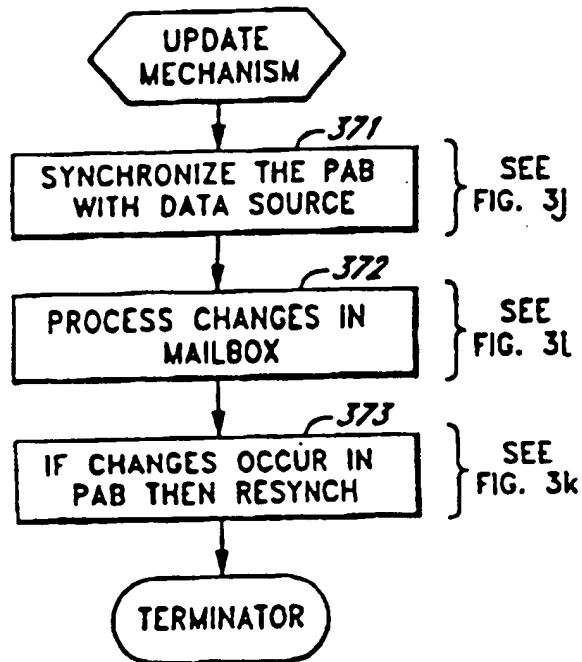 UPDATE
MECHANISM
371
SYNCHRONIZE THE PAB
WITH DATA SOURCE
SEE
FIG. 3j
372
PROCESS CHANGES IN
MAILBOX
SEE
FIG. 3l
373
IF CHANGES OCCUR IN
PAB THEN RESYNCH
SEE
FIG. 3k
TERMINATOR